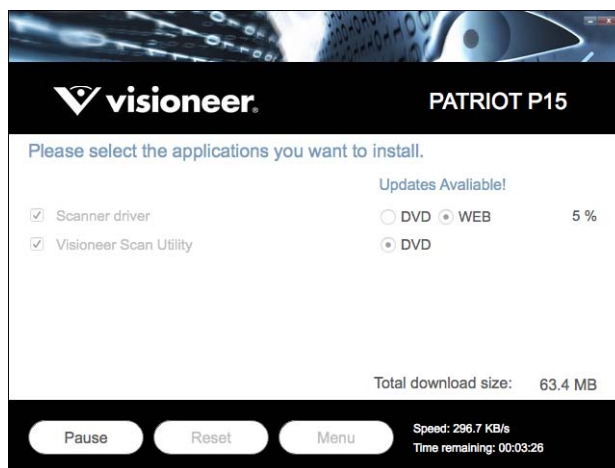 visioneer®
PATRIOT P15
Please select the applications you want to install.
Updates Avaliable!
Scanner driver DVD WEB 5 %
Visioneer Scan Utility DVD
Total download size: 63.4 MB
Pause Reset Menu
Speed: 296.7 KB/s
Time remaining: 00:03:26